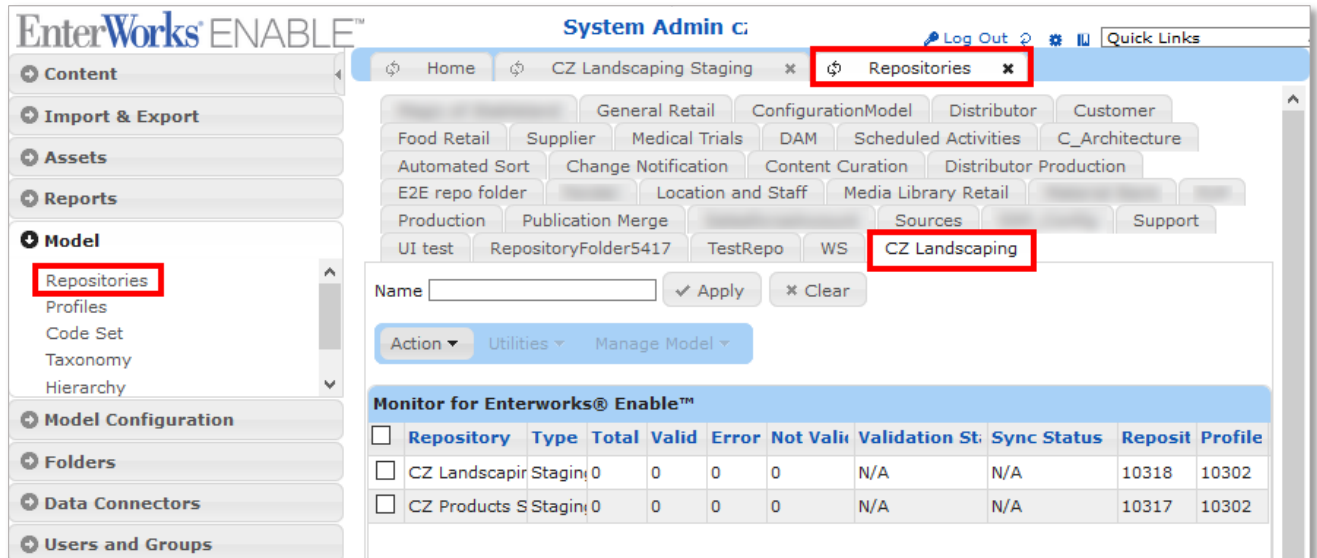 EnterWorks® ENABLE™
System Admin cz
Log Out
Quick Links
Content
Import & Export
Assets
Reports
Model
Repositories
Profiles
Code Set
Taxonomy
Hierarchy
Model Configuration
Folders
Data Connectors
Users and Groups
Home CZ Landscaping Staging Repositories
General Retail ConfigurationModel Distributor Customer
Food Retail Supplier Medical Trials DAM Scheduled Activities C_Architecture
Automated Sort Change Notification Content Curation Distributor Production
E2E repo folder Location and Staff Media Library Retail
Production Publication Merge Sources Support
UI test RepositoryFolder5417 TestRepo WS CZ Landscaping
Name Apply Clear
Action Utilities Manage Model
Monitor for Enterworks® Enable™
Repository Type Total Valid Error Not Valid Validation St Sync Status Reposit Profile
CZ Landscapin Staging 0 0 0 0 N/A N/A 10318 10302
CZ Products S Staging 0 0 0 0 N/A N/A 10317 10302